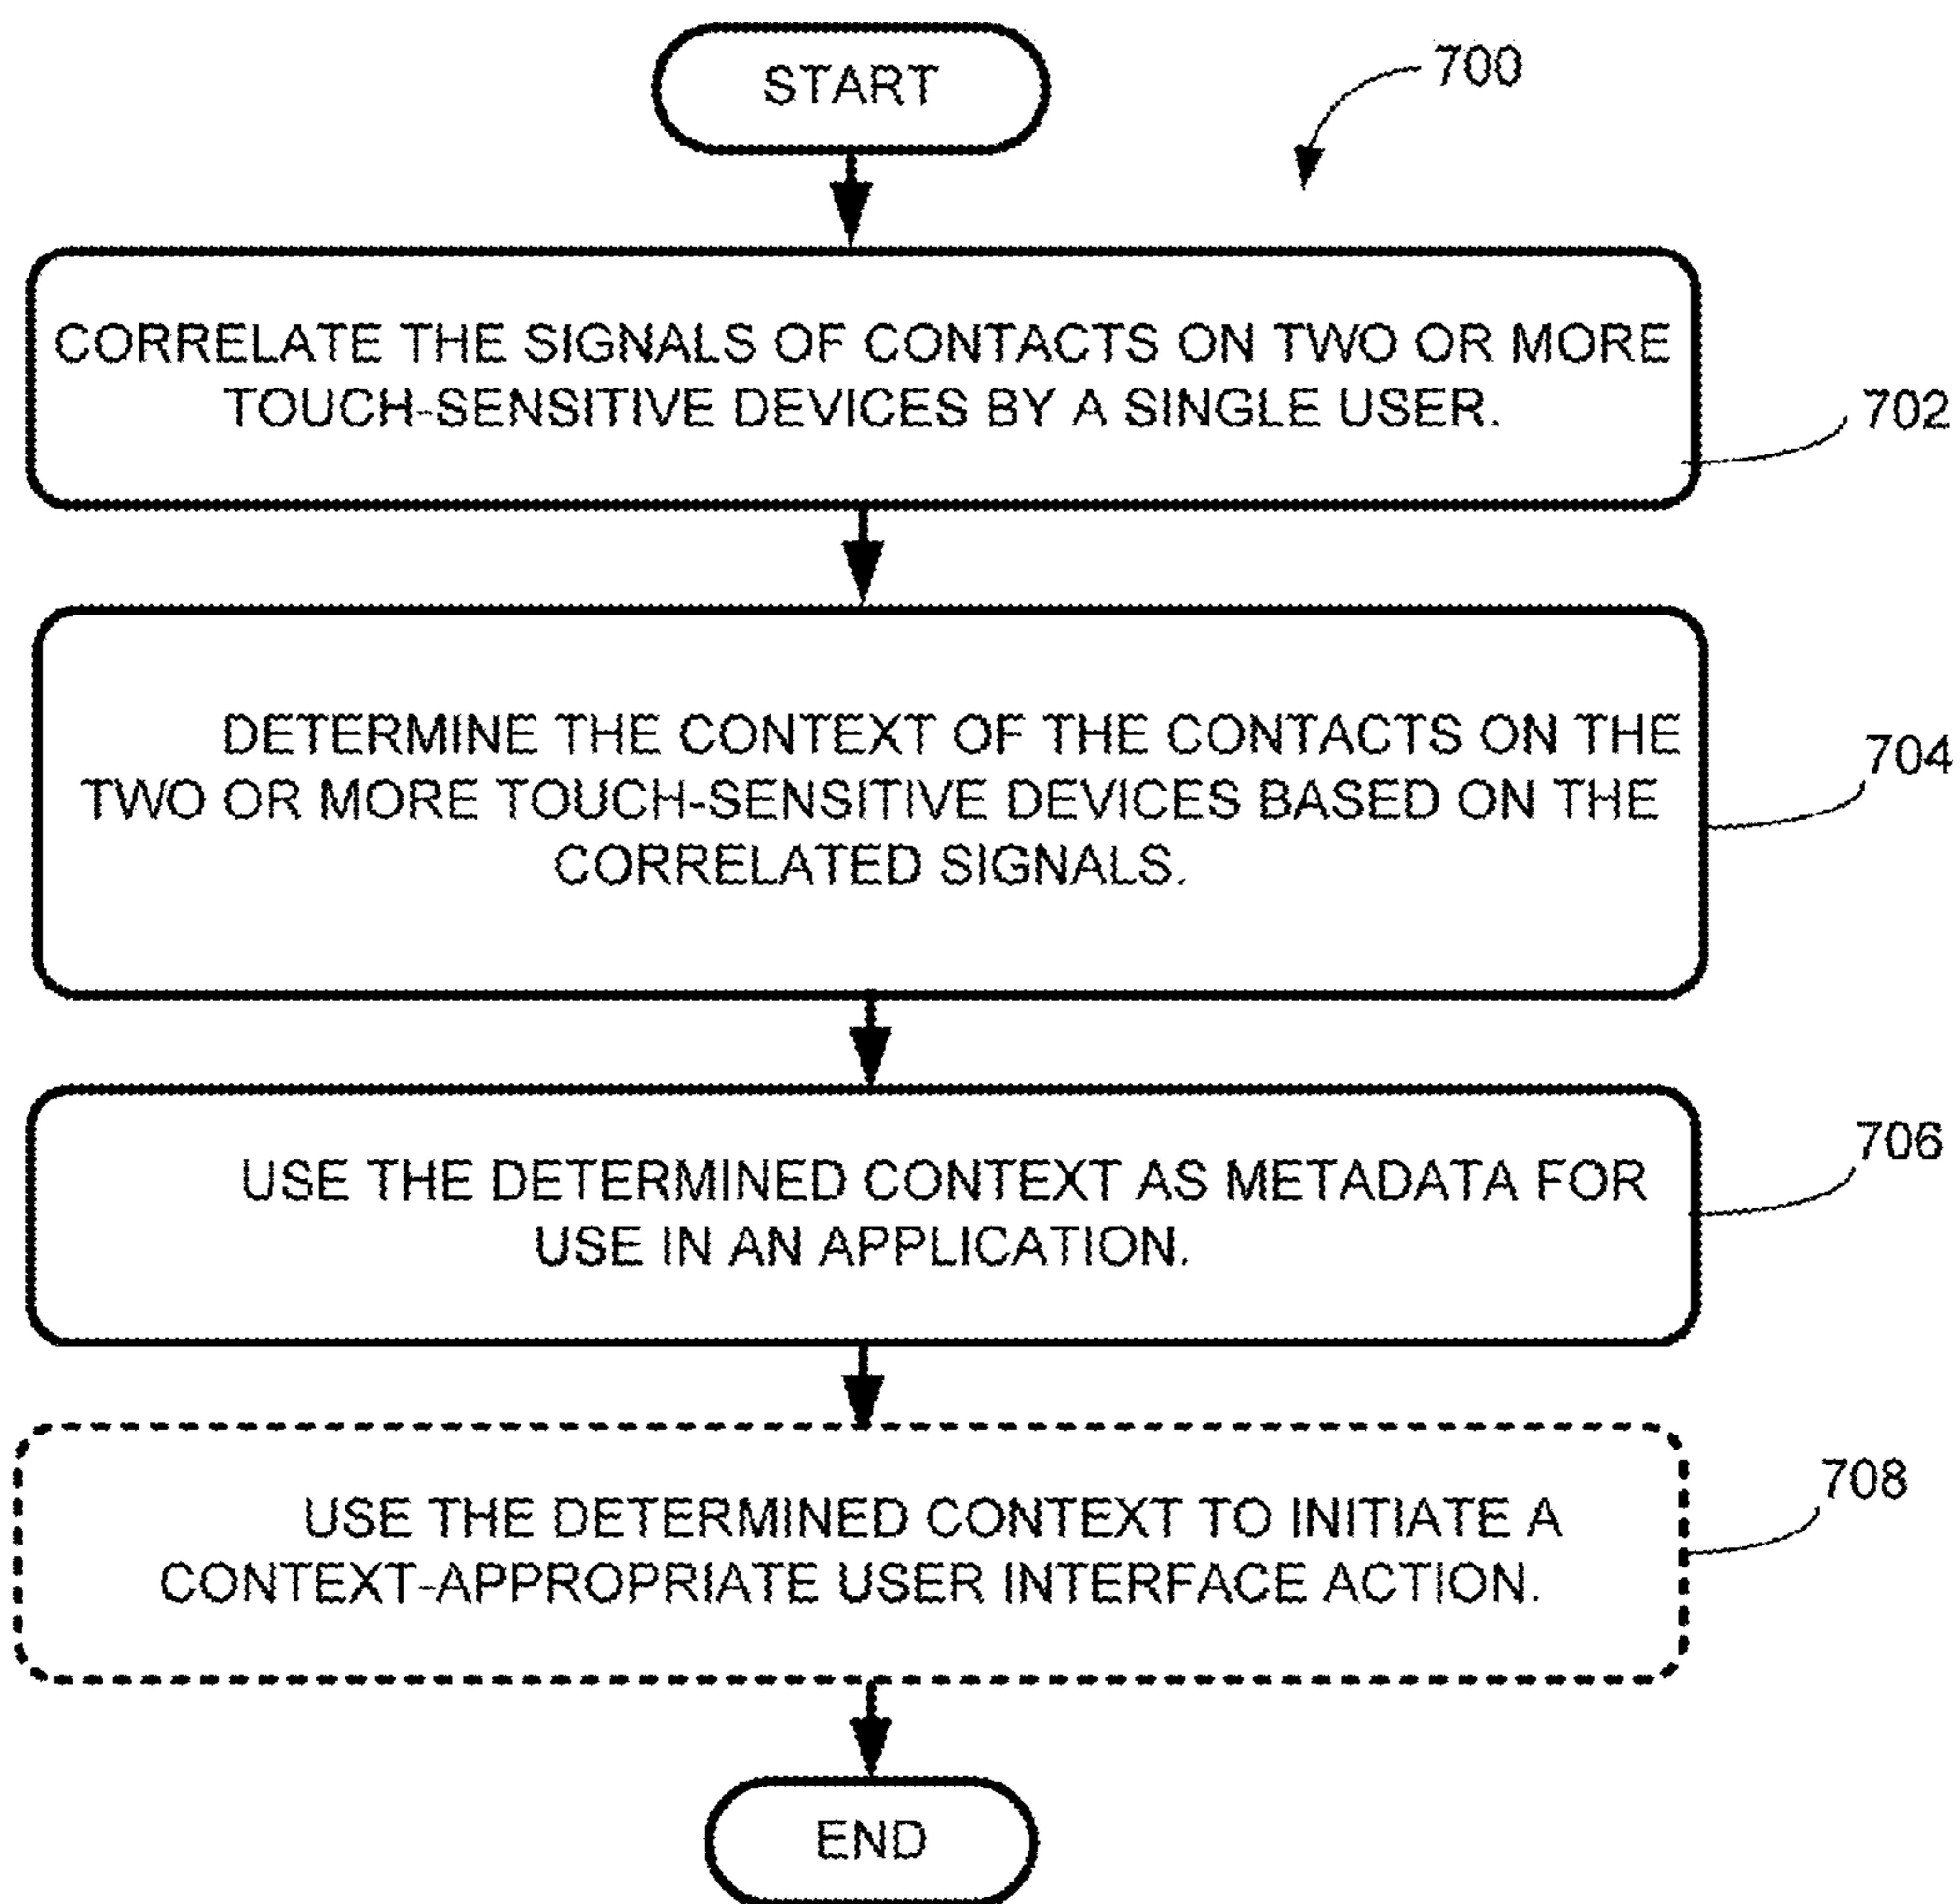 START
700
CORRELATE THE SIGNALS OF CONTACTS ON TWO OR MORE
TOUCH-SENSITIVE DEVICES BY A SINGLE USER.
702
DETERMINE THE CONTEXT OF THE CONTACTS ON THE
TWO OR MORE TOUCH-SENSITIVE DEVICES BASED ON THE
CORRELATED SIGNALS.
704
USE THE DETERMINED CONTEXT AS METADATA FOR
USE IN AN APPLICATION.
706
USE THE DETERMINED CONTEXT TO INITIATE A
CONTEXT-APPROPRIATE USER INTERFACE ACTION.
708
END